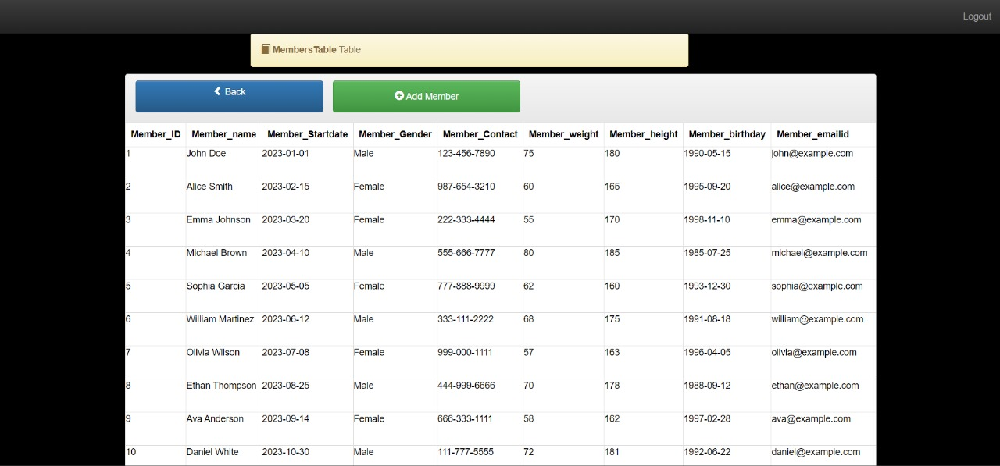 Logout
MembersTable Table
Back
Add Member
Member_ID Member_name Member_Startdate Member_Gender Member_Contact Member_weight Member_height Member_birthday Member_emailid
1 John Doe 2023-01-01 Male 123-456-7890 75 180 1990-05-15 john@example.com
2 Alice Smith 2023-02-15 Female 987-654-3210 60 165 1995-09-20 alice@example.com
3 Emma Johnson 2023-03-20 Female 222-333-4444 55 170 1998-11-10 emma@example.com
4 Michael Brown 2023-04-10 Male 555-666-7777 80 185 1985-07-25 michael@example.com
5 Sophia Garcia 2023-05-05 Female 777-888-9999 62 160 1993-12-30 sophia@example.com
6 William Martinez 2023-06-12 Male 333-111-2222 68 175 1991-08-18 william@example.com
7 Olivia Wilson 2023-07-08 Female 999-000-1111 57 163 1996-04-05 olivia@example.com
8 Ethan Thompson 2023-08-25 Male 444-999-6666 70 178 1988-09-12 ethan@example.com
9 Ava Anderson 2023-09-14 Female 666-333-1111 58 162 1997-02-28 ava@example.com
10 Daniel White 2023-10-30 Male 111-777-5555 72 181 1992-06-22 daniel@example.com